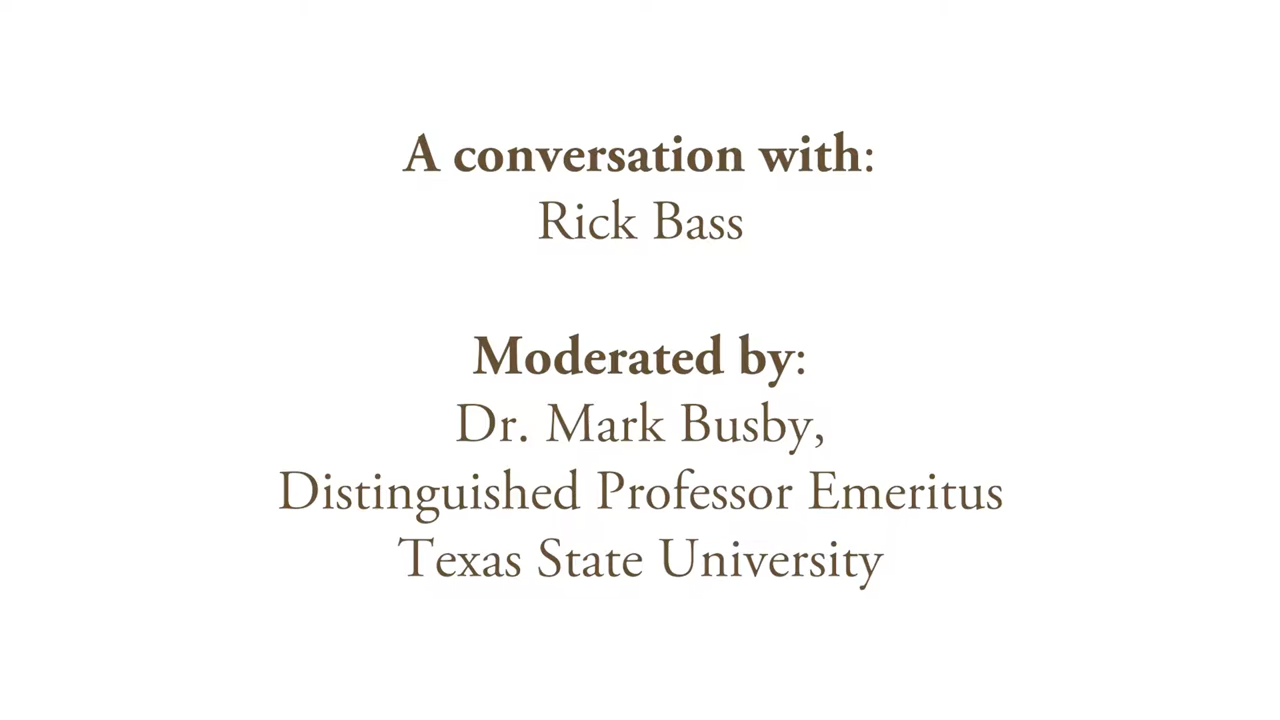 A conversation with:
Rick Bass
Moderated by:
Dr. Mark Busby,
Distinguished Professor Emeritus
Texas State University